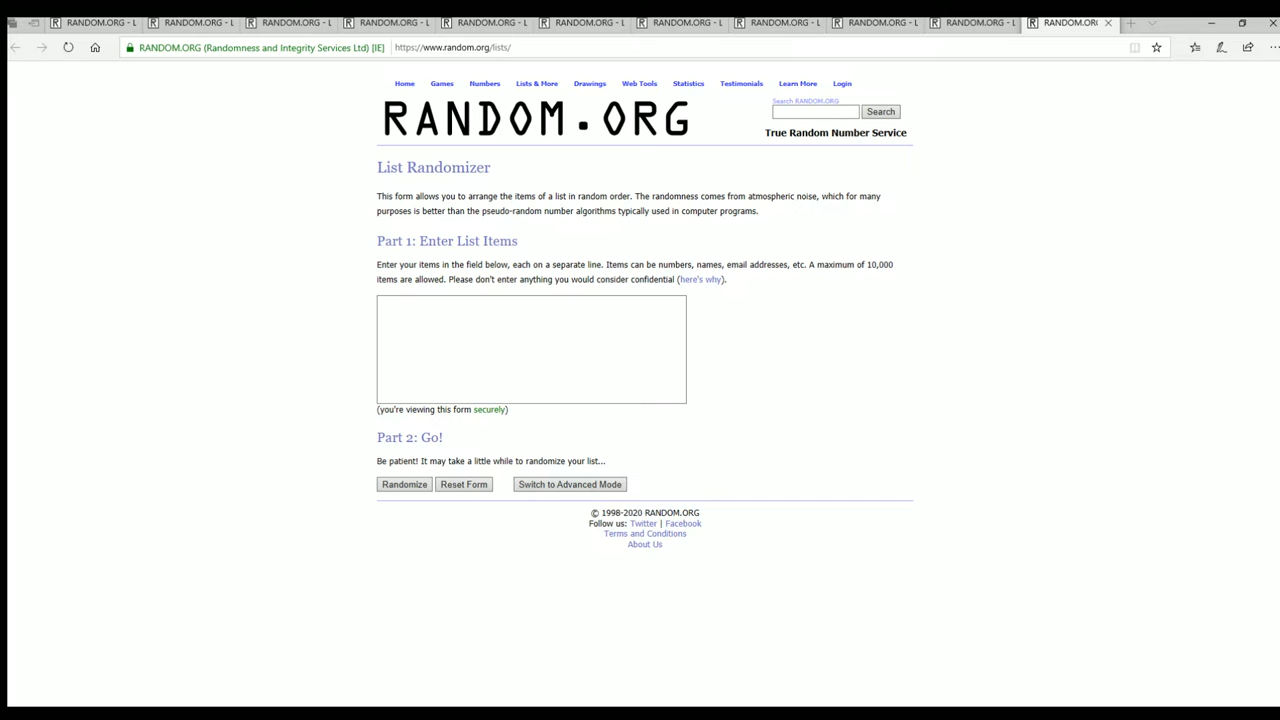 RANDOM.ORG - L RANDOM.ORG - L RANDOM.ORG - L RANDOM.ORG - L RANDOM.ORG - L RANDOM.ORG - L RANDOM.ORG - L RANDOM.ORG - L RANDOM.ORG - L RANDOM.ORG - L RANDOM.ORG
RANDOM.ORG (Randomness and Integrity Services Ltd) [IE] https://www.random.org/lists/
Home Games Numbers Lists & More Drawings Web Tools Statistics Testimonials Learn More Login
Search RANDOM.ORG
RANDOM.ORG
Search
True Random Number Service
List Randomizer
This form allows you to arrange the items of a list in random order. The randomness comes from atmospheric noise, which for many
purposes is better than the pseudo-random number algorithms typically used in computer programs.
Part 1: Enter List Items
Enter your items in the field below, each on a separate line. Items can be numbers, names, email addresses, etc. A maximum of 10,000
items are allowed. Please don't enter anything you would consider confidential (here's why).
(you're viewing this form securely)
Part 2: Go!
Be patient! It may take a little while to randomize your list...
Randomize Reset Form Switch to Advanced Mode
© 1998-2020 RANDOM.ORG
Follow us: Twitter | Facebook
Terms and Conditions
About Us